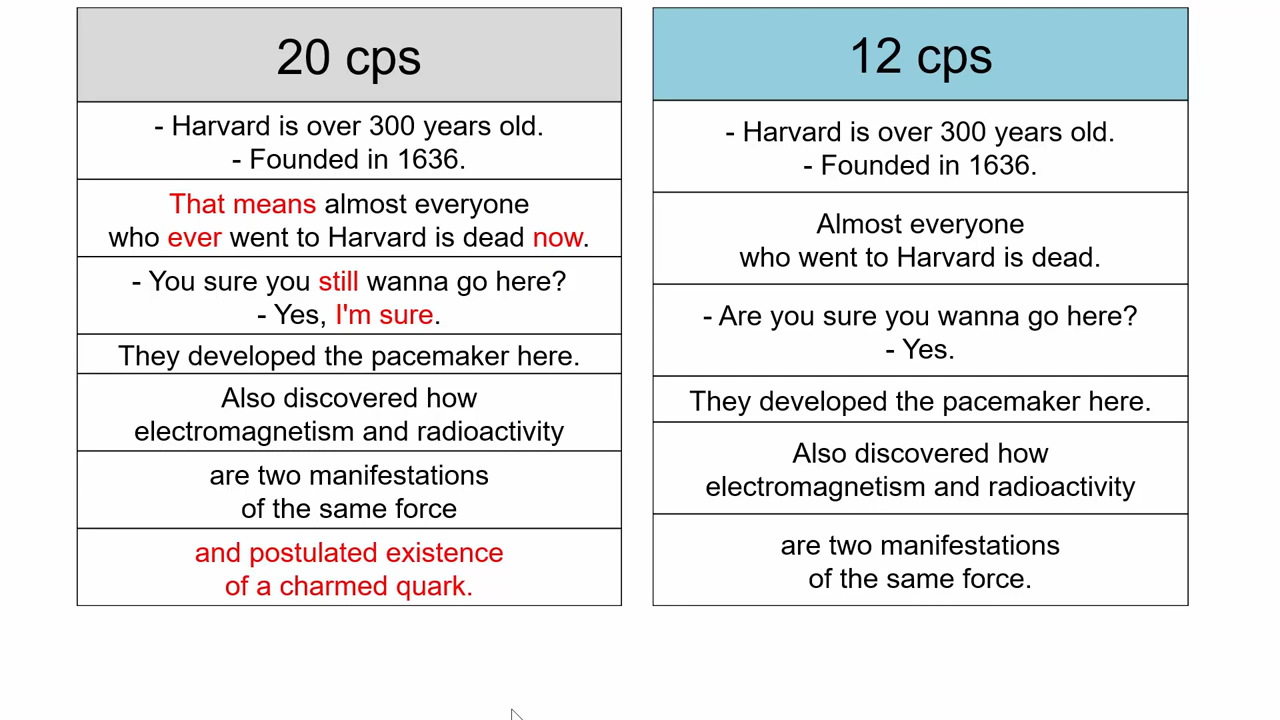 20 cps
- Harvard is over 300 years old.
- Founded in 1636.
That means almost everyone
who ever went to Harvard is dead now.
- You sure you still wanna go here?
- Yes, I'm sure.
They developed the pacemaker here.
Also discovered how
electromagnetism and radioactivity
are two manifestations
of the same force
and postulated existence
of a charmed quark.
12 cps
- Harvard is over 300 years old.
- Founded in 1636.
Almost everyone
who went to Harvard is dead.
- Are you sure you wanna go here?
- Yes.
They developed the pacemaker here.
Also discovered how
electromagnetism and radioactivity
are two manifestations
of the same force.